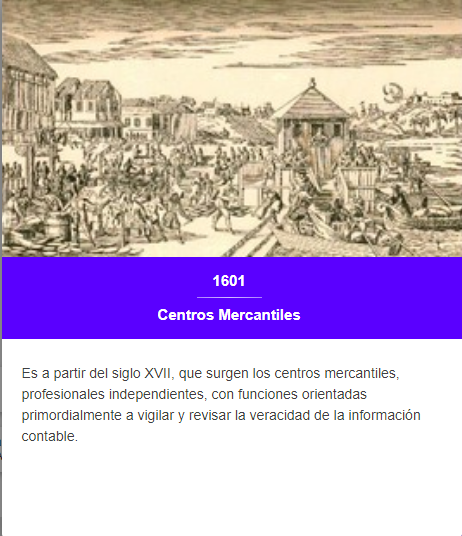 1601
Centros Mercantiles
Es a partir del siglo XVII, que surgen los centros mercantiles,
profesionales independientes, con funciones orientadas
primordialmente a vigilar y revisar la veracidad de la información
contable.